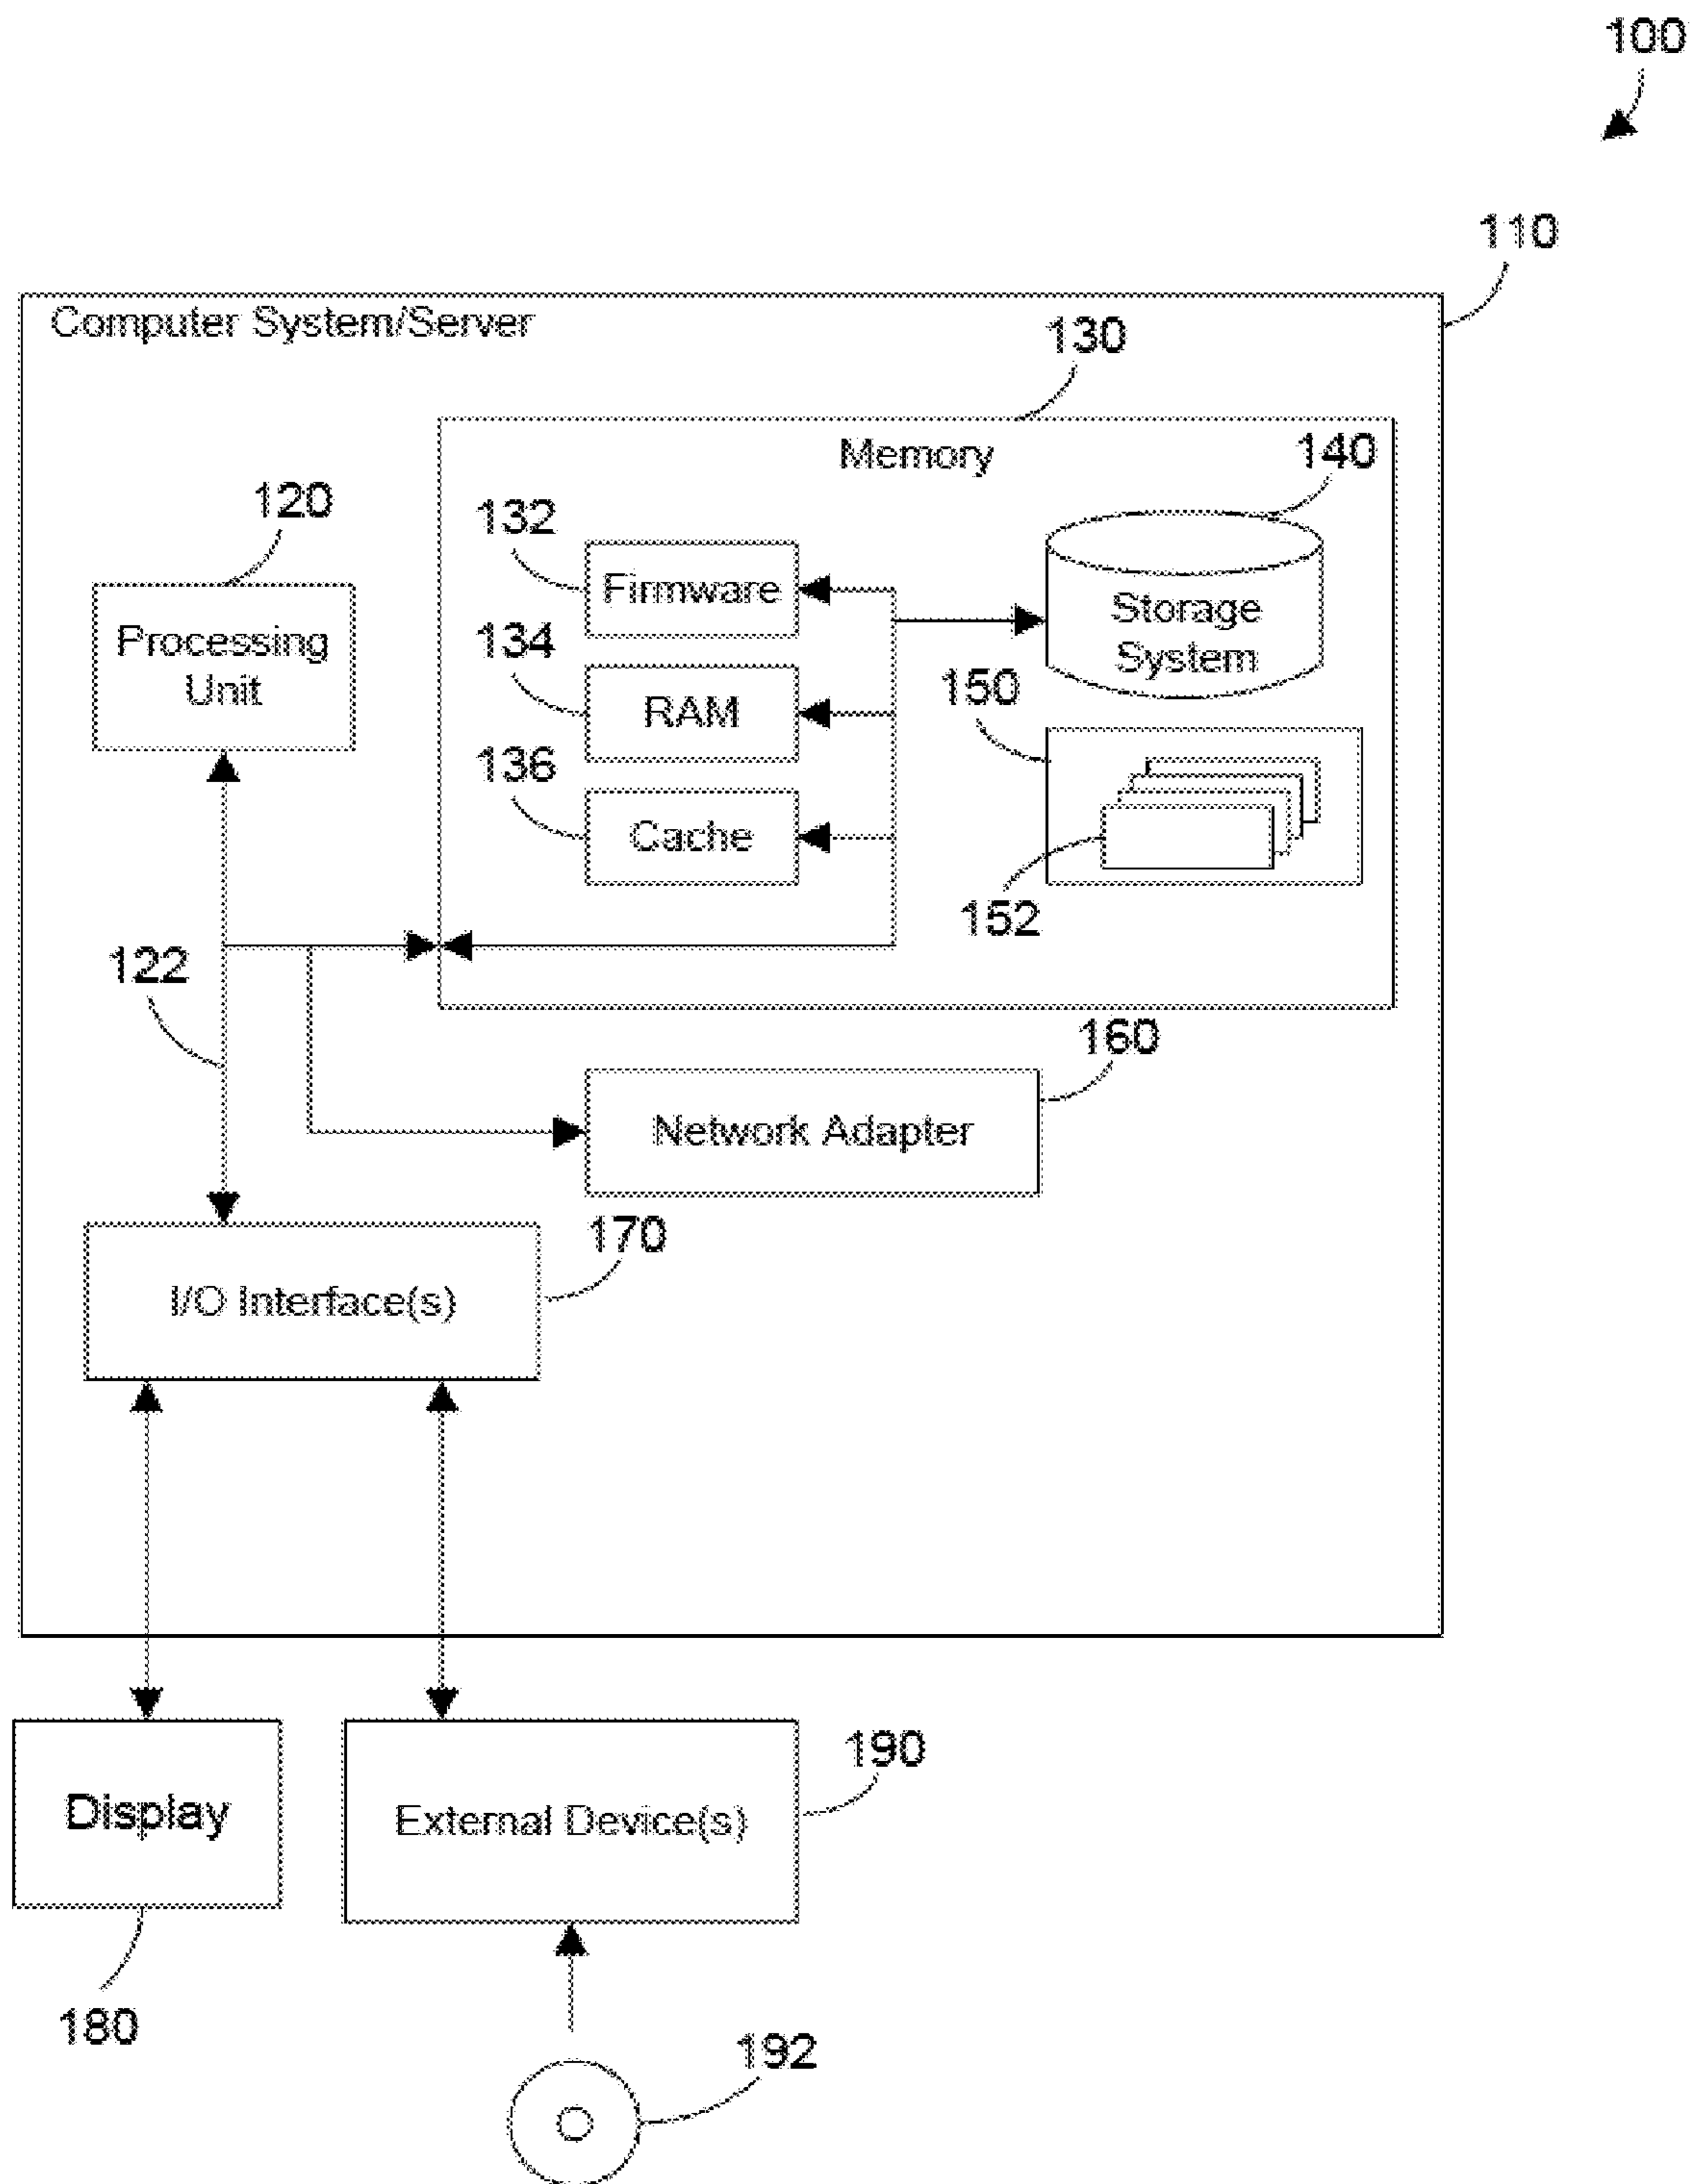 100
110
Computer System/Server
130
Memory
140
120
132
Firmware
Processing
Unit
Storage
System
134
RAM
150
136
Cache
152
122
160
Network Adapter
170
I/O Interface(s)
190
Display
External Device(s)
180
192